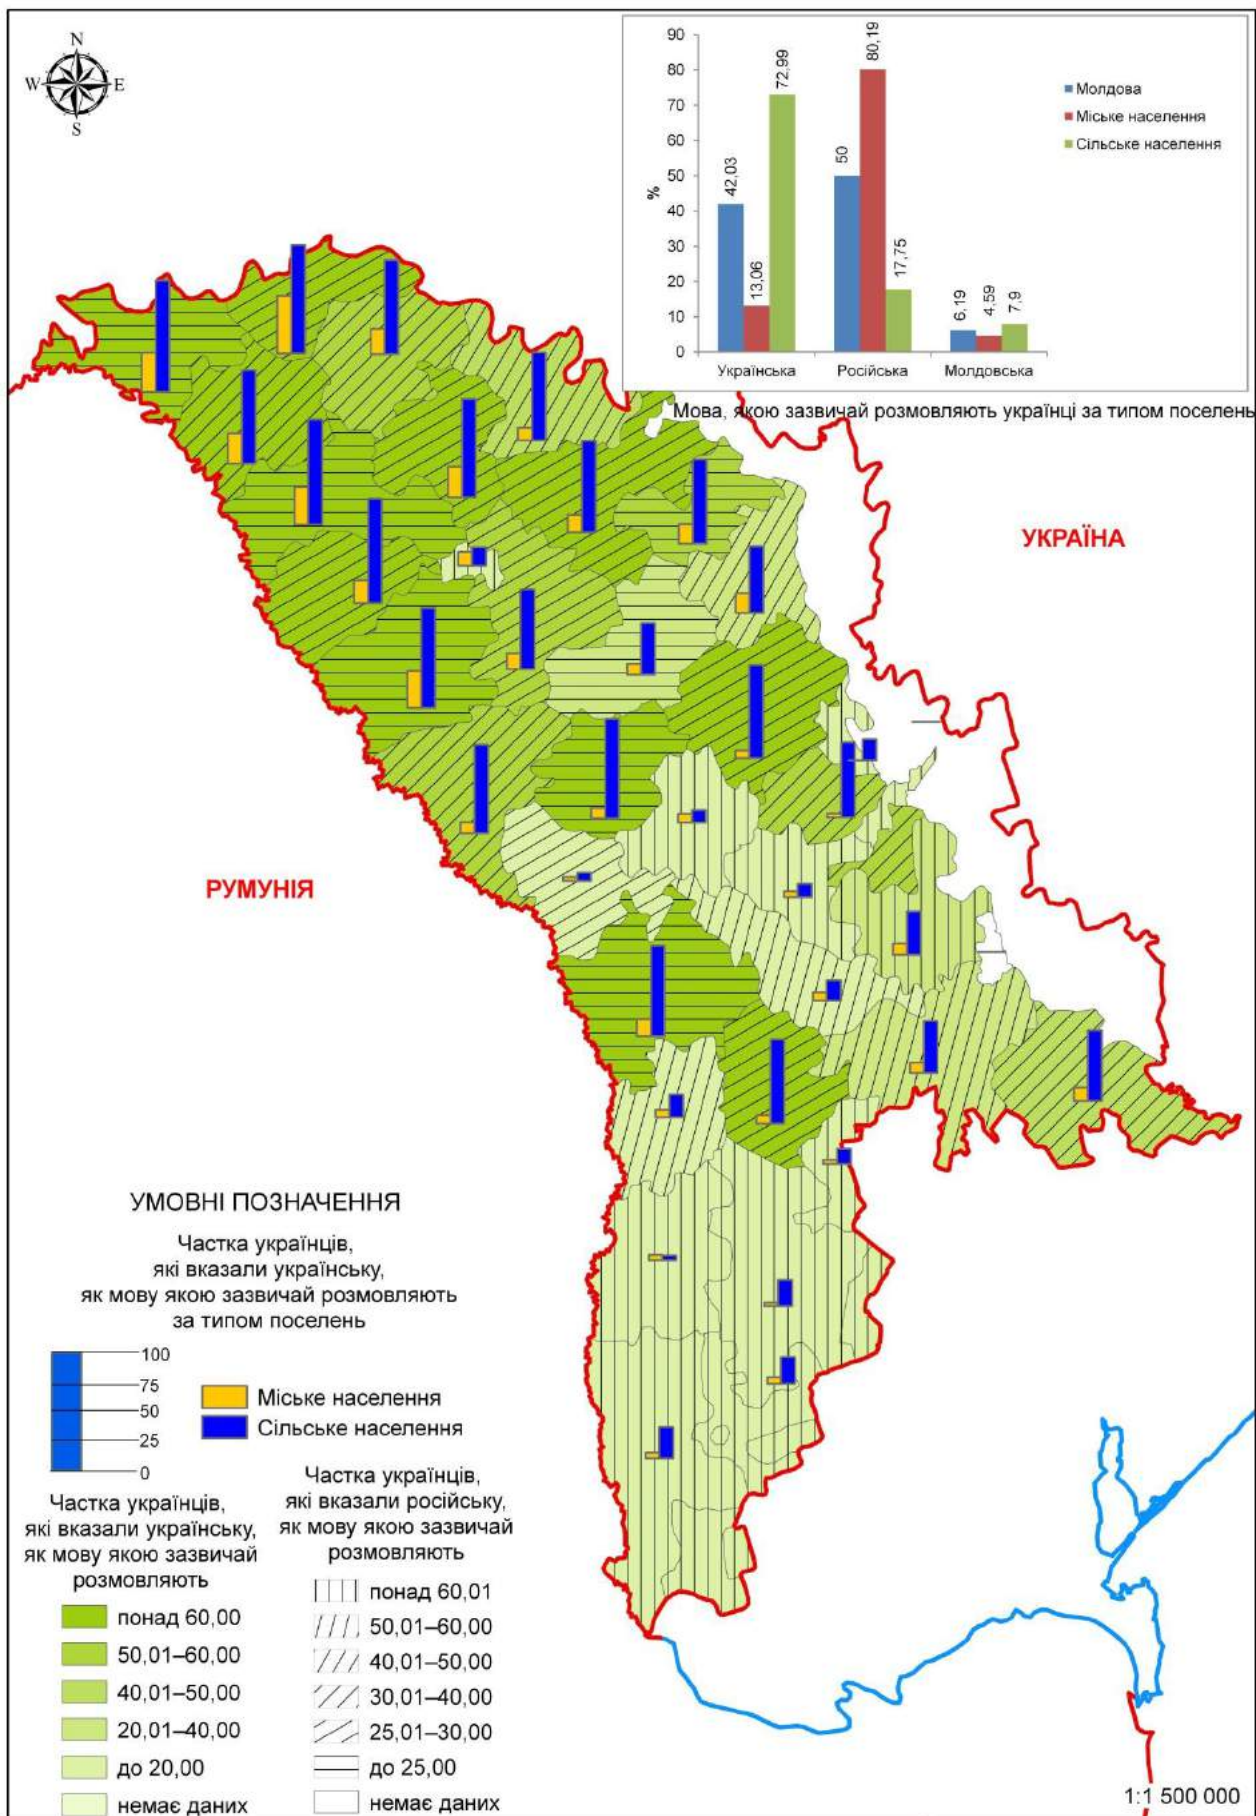 N
W E
S
90
80
70
60
50
40
30
20
10
0
%
42,03
13,06
72,99
50
80,19
17,75
6,19
4,59
7,9
Українська Російська Молдовська
Молдова
Міське населення
Сільське населення
Мова, якою зазвичай розмовляють українці за типом поселень
УКРАЇНА
РУМУНІЯ
УМОВНІ ПОЗНАЧЕННЯ
Частка українців,
які вказали українську,
як мову якою зазвичай розмовляють
за типом поселень
100
75
50
25
0
Міське населення
Сільське населення
Частка українців,
які вказали українську,
як мову якою зазвичай
розмовляють
понад 60,00
50,01–60,00
40,01–50,00
20,01–40,00
до 20,00
немає даних
Частка українців,
які вказали російську,
як мову якою зазвичай
розмовляють
понад 60,01
50,01–60,00
40,01–50,00
30,01–40,00
25,01–30,00
до 25,00
немає даних
1:1 500 000